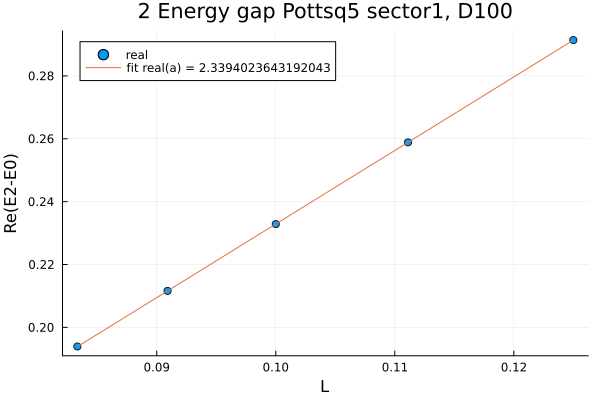 2 Energy gap Pottsq5 sector1, D100
real
fit real(a) = 2.3394023643192043
Re(E2-E0)
0.28
0.26
0.24
0.22
0.20
0.09
0.10
0.11
0.12
L